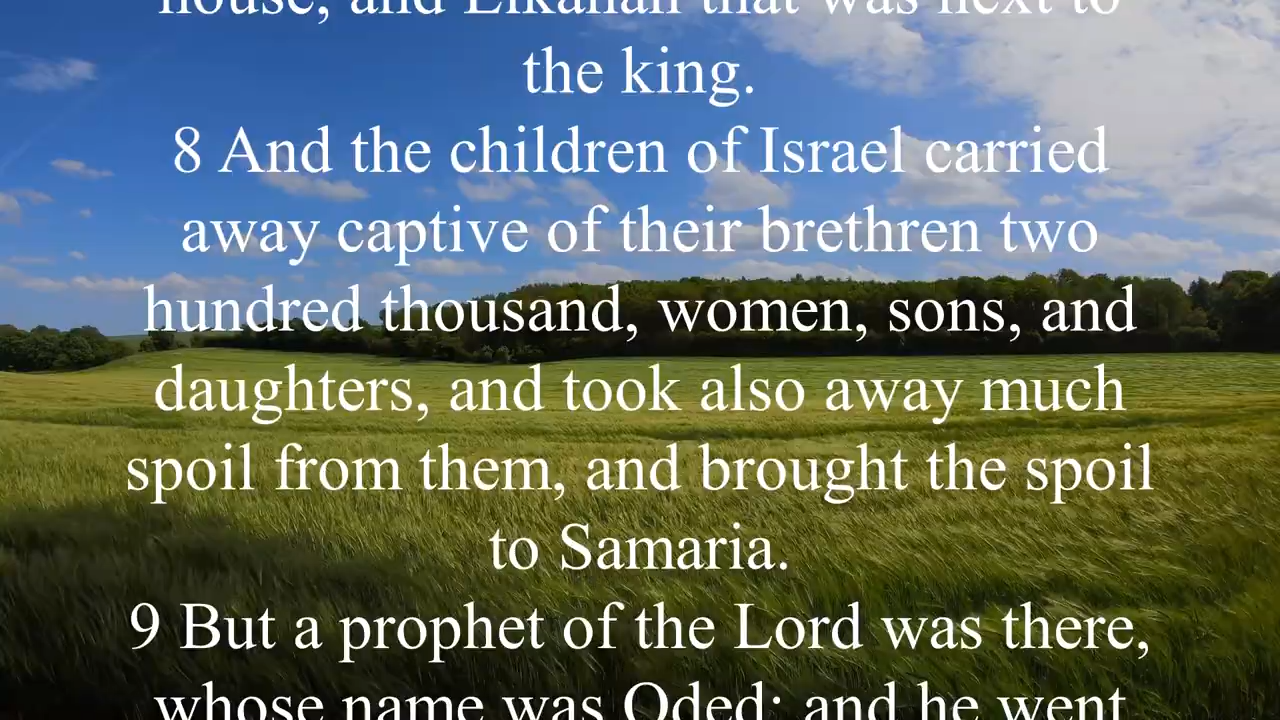 house, and Elkanah that was next to
the king.
8 And the children of Israel carried
away captive of their brethren two
hundred thousand, women, sons, and
daughters, and took also away much
spoil from them, and brought the spoil
to Samaria.
9 But a prophet of the Lord was there,
whose name was Oded: and he went